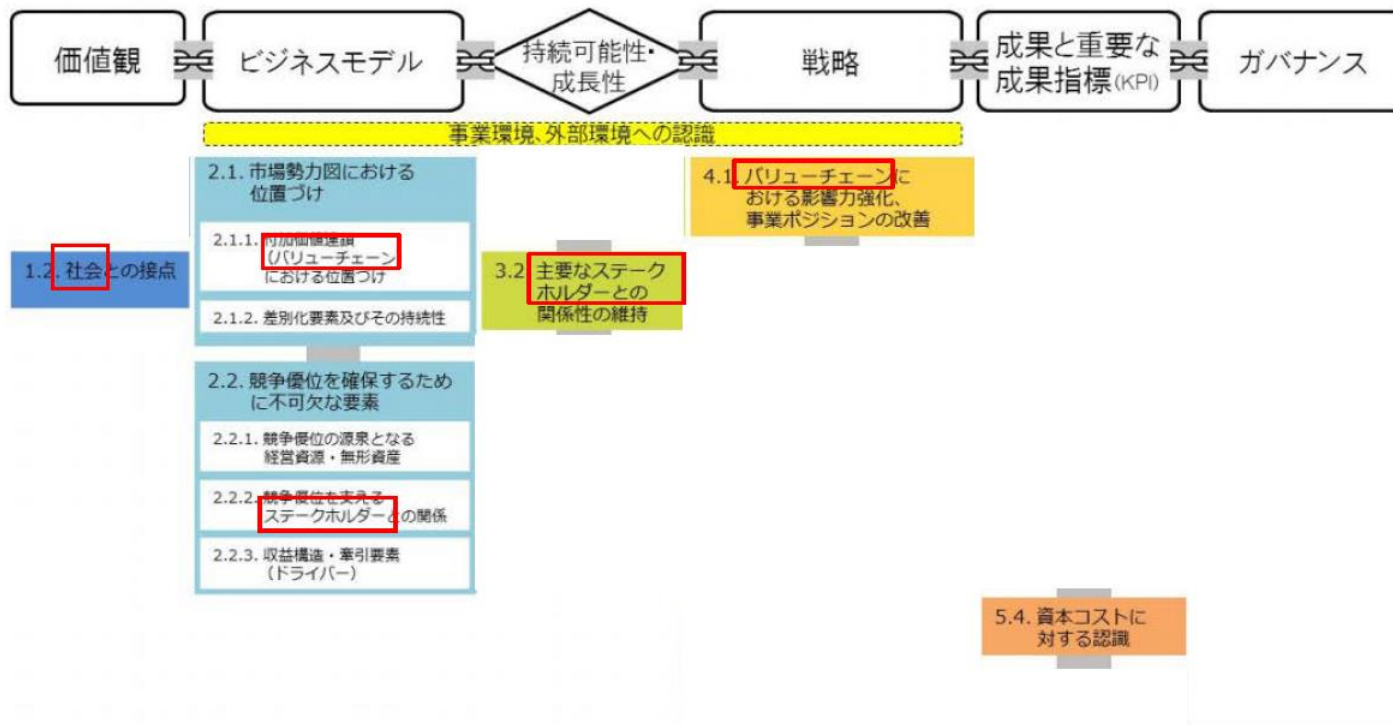 価値観
ビジネスモデル
持続可能性・
成長性
戦略
成果と重要な
成果指標(KPI)
ガバナンス
事業環境、外部環境への認識
1.2. 社会との接点
2.1. 市場勢力図における
位置づけ
2.1.1. 付加価値連鎖
(バリューチェーン
における位置づけ
2.1.2. 差別化要素及びその持続性
2.2. 競争優位を確保するため
に不可欠な要素
2.2.1. 競争優位の源泉となる
経営資源・無形資産
2.2.2. 競争優位を支える
ステークホルダーとの関係
2.2.3. 収益構造・牽引要素
(ドライバー)
3.2 主要なステーク
ホルダーとの
関係性の維持
4.1. バリューチェーンに
おける影響力強化、
事業ポジションの改善
5.4. 資本コストに
対する認識